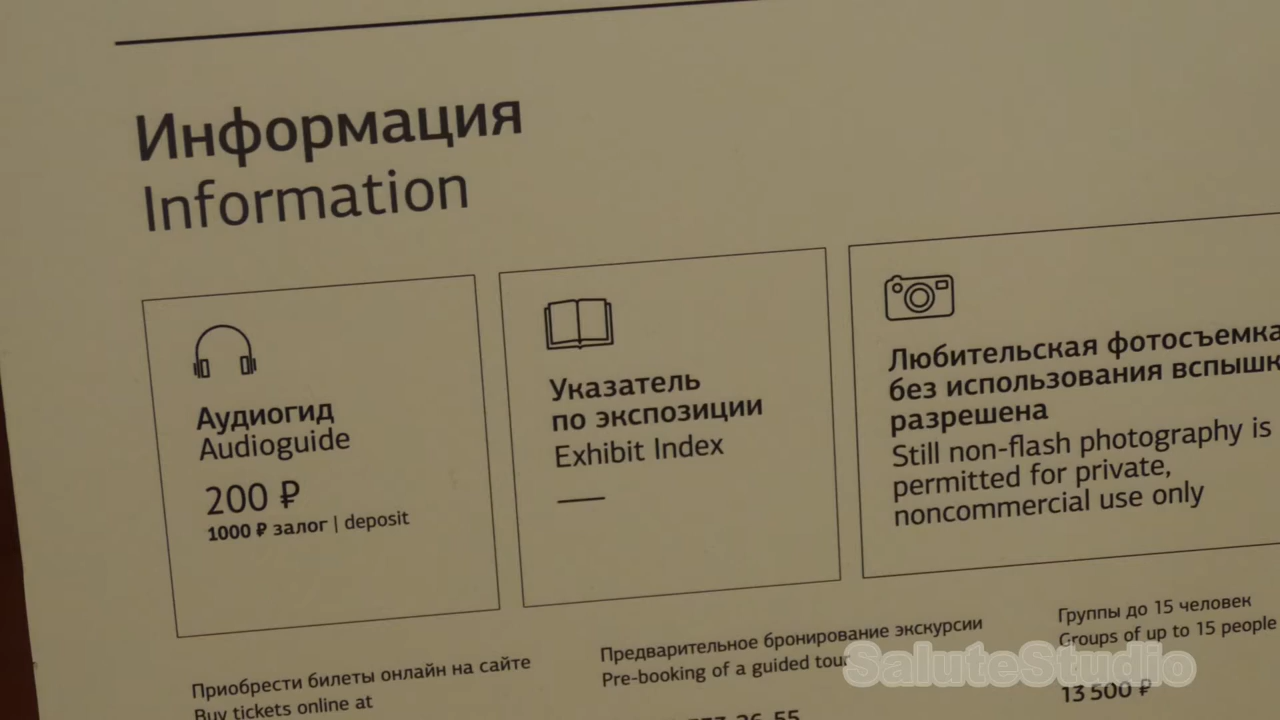 Информация
Information
Аудиогид
Audioguide
200 ₽
1000 ₽ залог | deposit
Указатель
по экспозиции
Exhibit Index
—
Любительская фотосъемка
без использования
разрешена
Still non-flash photography is
permitted for private,
noncommercial use only
Приобрести билеты онлайн на сайте
Buy tickets online at
Предварительное бронирование экскурсии
Pre-booking of a guided tour
Группы до 15 человек
Groups of up to 15 people
13 500 ₽
SaluteStudio